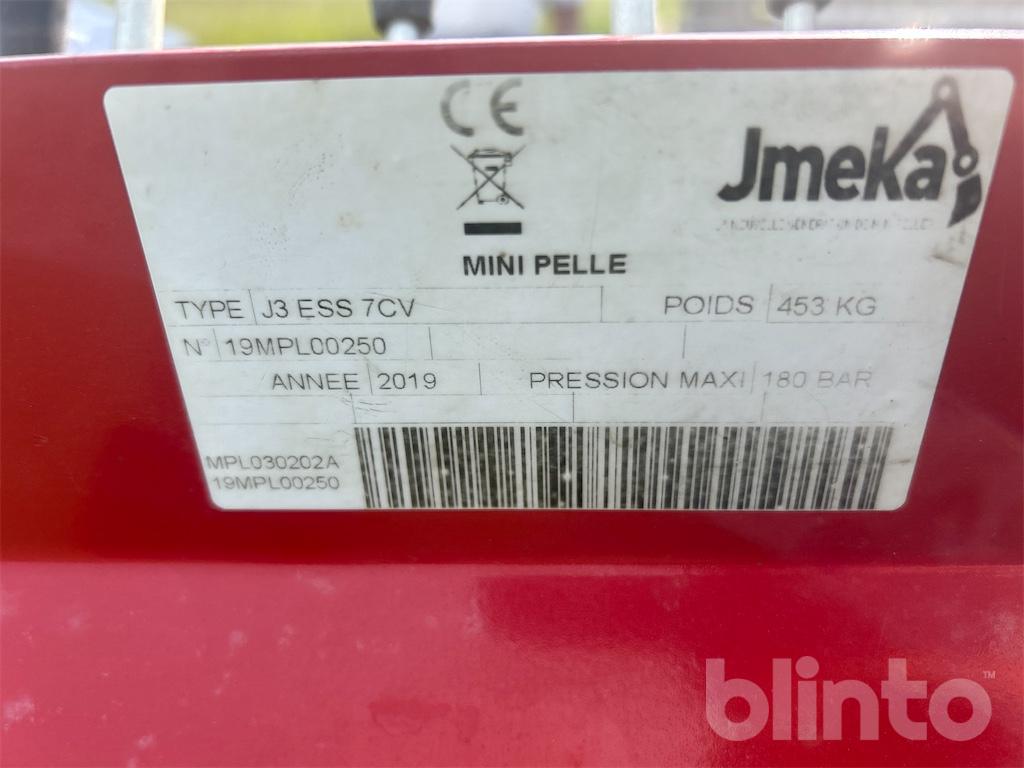 CE
Jmeka
MINI PELLE
TYPE J3 ESS 7CV POIDS 453 KG
N° 19MPL00250
ANNEE 2019 PRESSION MAXI 180 BAR
MPL030202A
19MPL00250
blinto™